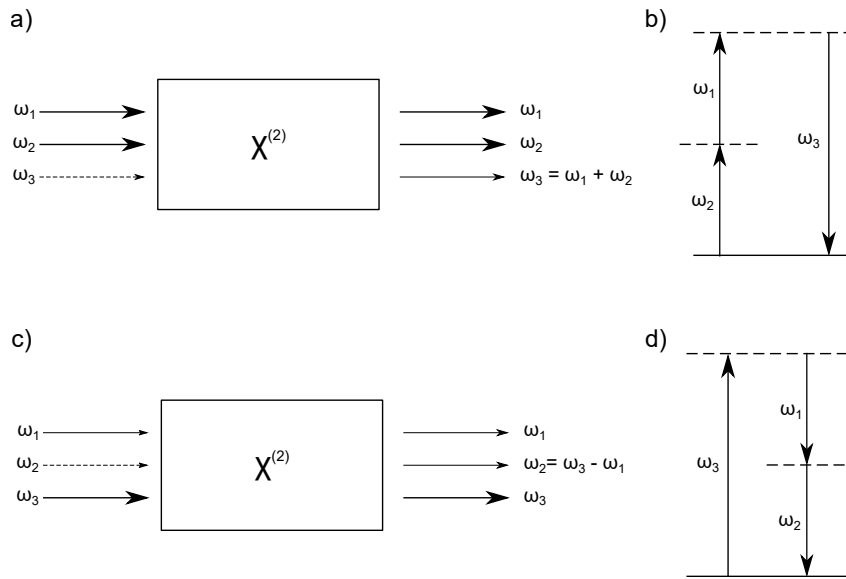 a)
b)
ω₁ ω₁
ω₂ X⁽²⁾ ω₂
ω₃ ω₃ = ω₁ + ω₂
ω₁
ω₃
ω₂
c)
d)
ω₁ ω₁
ω₂ X⁽²⁾ ω₂= ω₃ - ω₁
ω₃ ω₃
ω₁
ω₃
ω₂